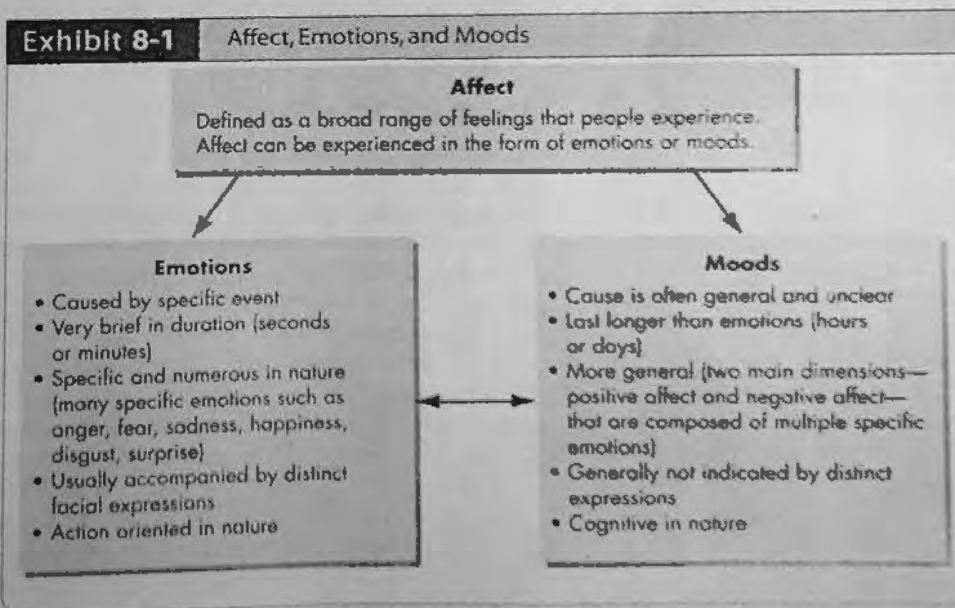 Exhibit 8-1
Affect, Emotions, and Moods
Affect
Defined as a broad range of feelings that people experience.
Affect can be experienced in the form of emotions or moods.
Emotions
• Caused by specific event
• Very brief in duration (seconds
or minutes)
• Specific and numerous in nature
(many specific emotions such as
anger, fear, sadness, happiness,
disgust, surprise)
• Usually accompanied by distinct
facial expressions
• Action oriented in nature
Moods
• Cause is often general and unclear
• Last longer than emotions (hours
or days)
• More general (two main dimensions—
positive affect and negative affect—
that are composed of multiple specific
emotions)
• Generally not indicated by distinct
expressions
• Cognitive in nature